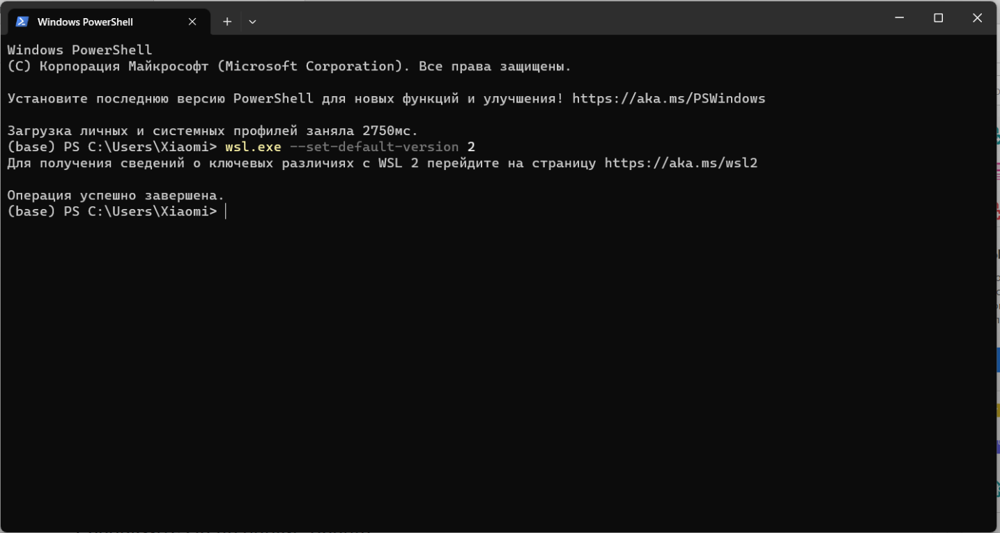 Windows PowerShell
Windows PowerShell
(C) Корпорация Майкрософт (Microsoft Corporation). Все права защищены.
Установите последнюю версию PowerShell для новых функций и улучшения! https://aka.ms/PSWindows
Загрузка личных и системных профилей заняла 2750мс.
(base) PS C:\Users\Xiaomi> wsl.exe --set-default-version 2
Для получения сведений о ключевых различиях с WSL 2 перейдите на страницу https://aka.ms/wsl2
Операция успешно завершена.
(base) PS C:\Users\Xiaomi>